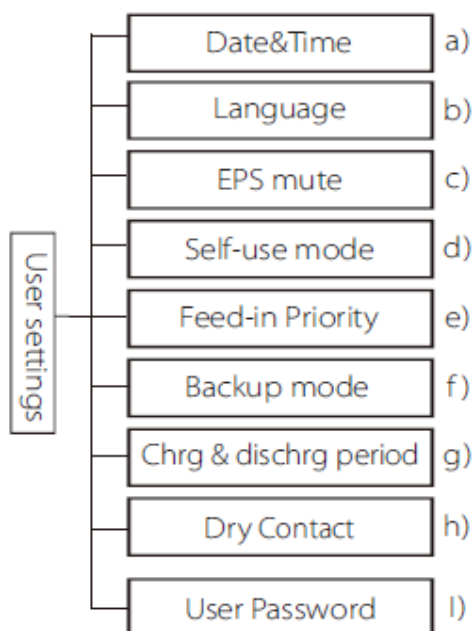 Date&Time a)
Language b)
EPS mute c)
Self-use mode d)
User settings
Feed-in Priority e)
Backup mode f)
Chrg & dischrg period g)
Dry Contact h)
User Password l)